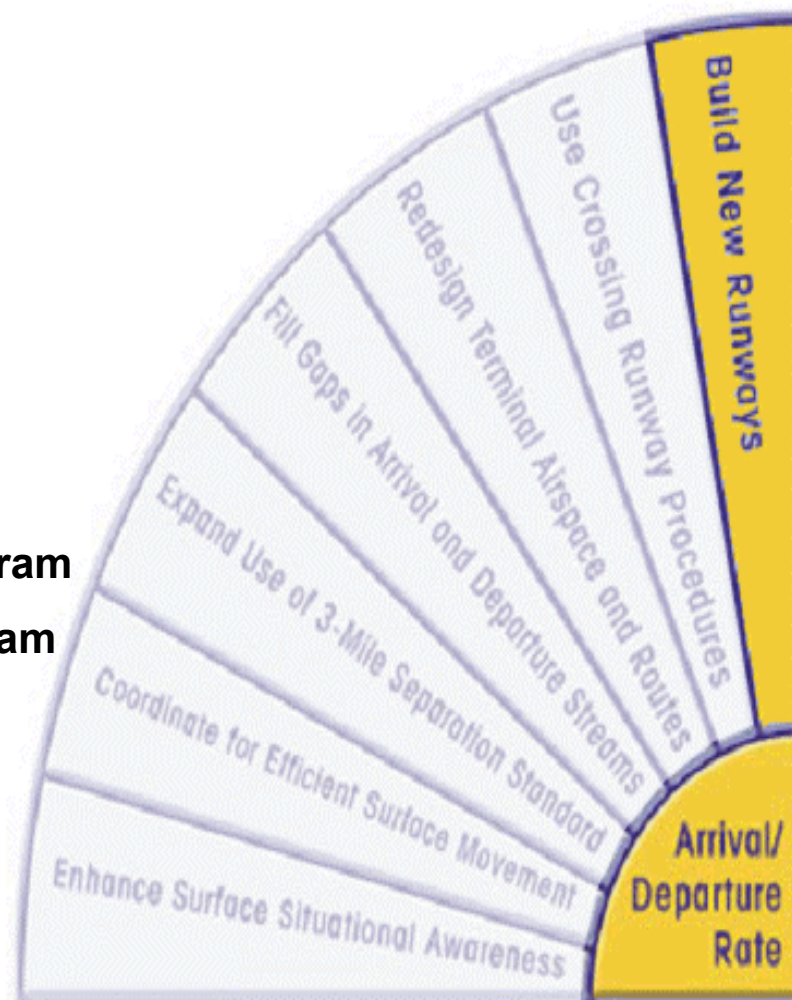 Build New Runways
Use Crossing Runway Procedures
Redesign Terminal Airspace and Routes
Fill Gaps in Arrival and Departure Streams
Expand Use of 3-Mile Separation Standard
Coordinate for Efficient Surface Movement
Enhance Surface Situational Awareness
Arrival/
Departure
Rate
ram
am